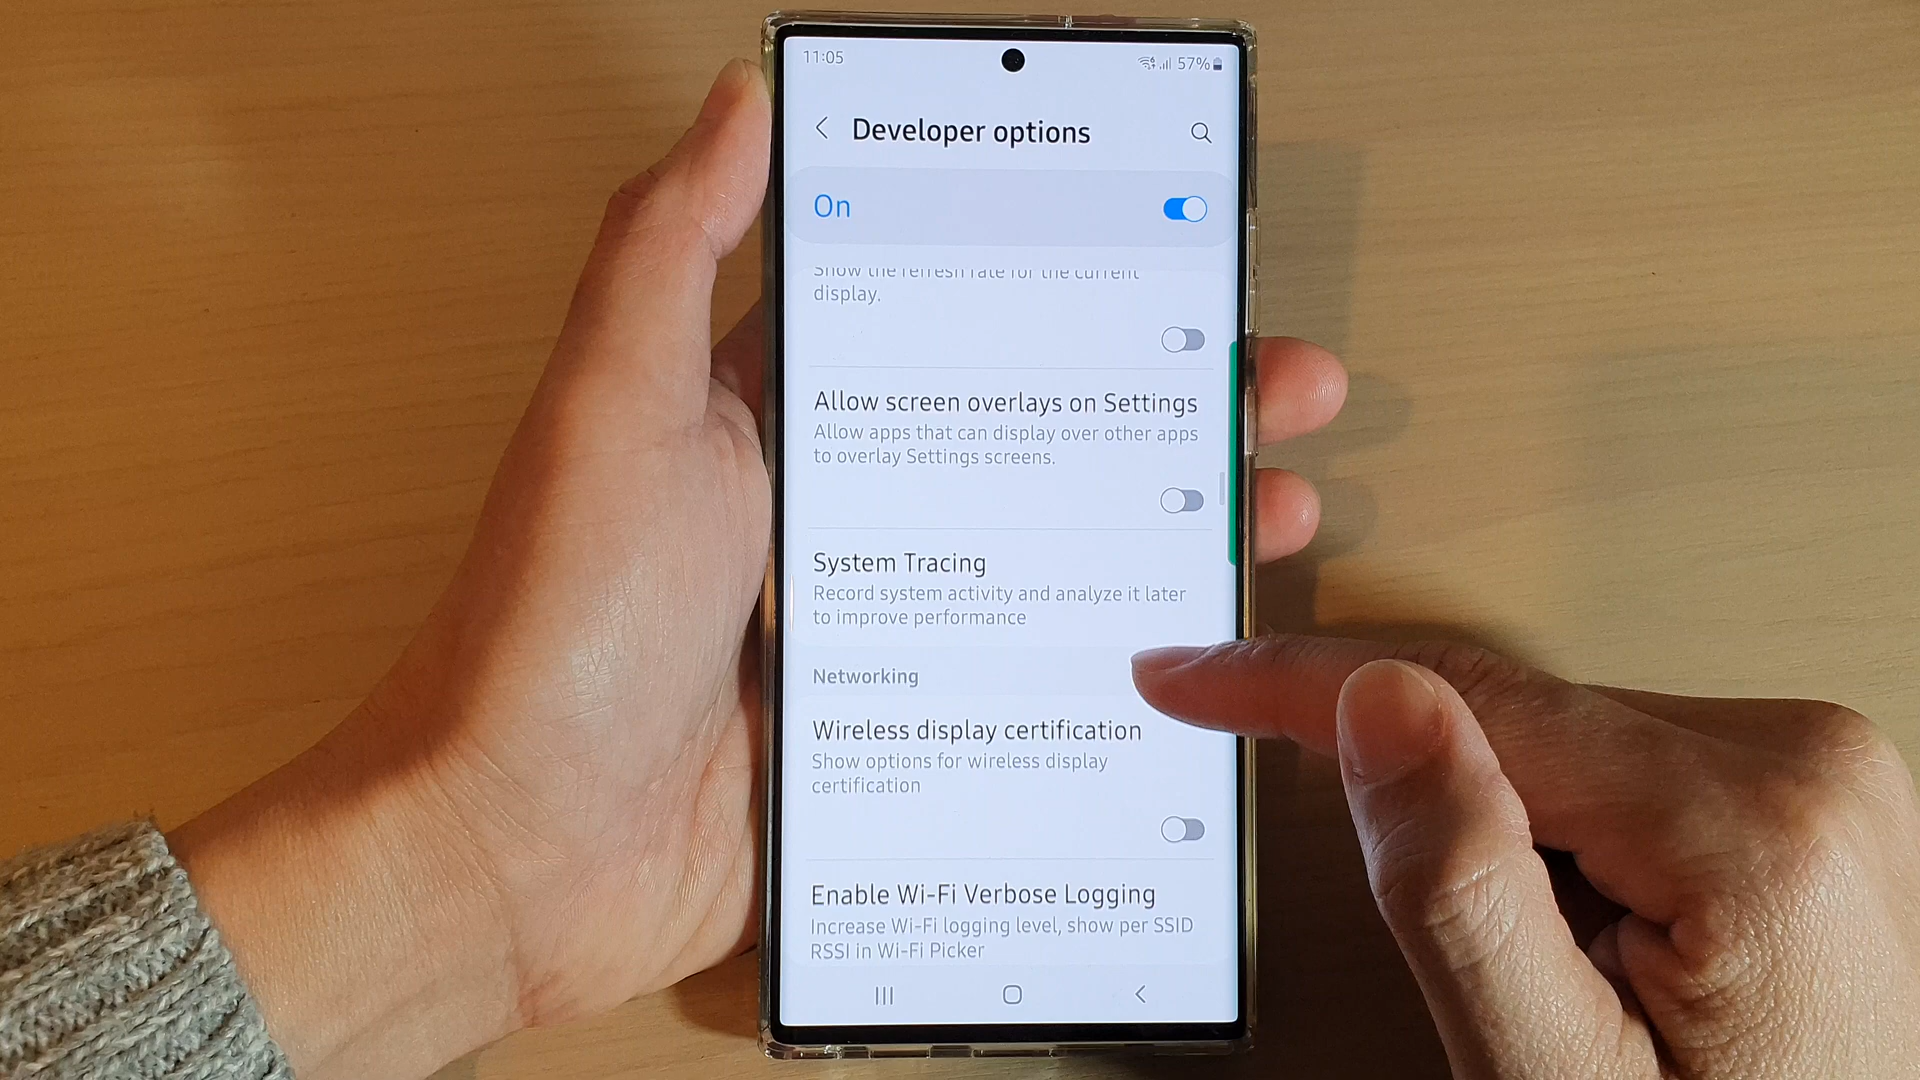 11:05
57%
Developer options
On
Show the refresh rate for the current
display.
Allow screen overlays on Settings
Allow apps that can display over other apps
to overlay Settings screens.
System Tracing
Record system activity and analyze it later
to improve performance
Networking
Wireless display certification
Show options for wireless display
certification
Enable Wi-Fi Verbose Logging
Increase Wi-Fi logging level, show per SSID
RSSI in Wi-Fi Picker